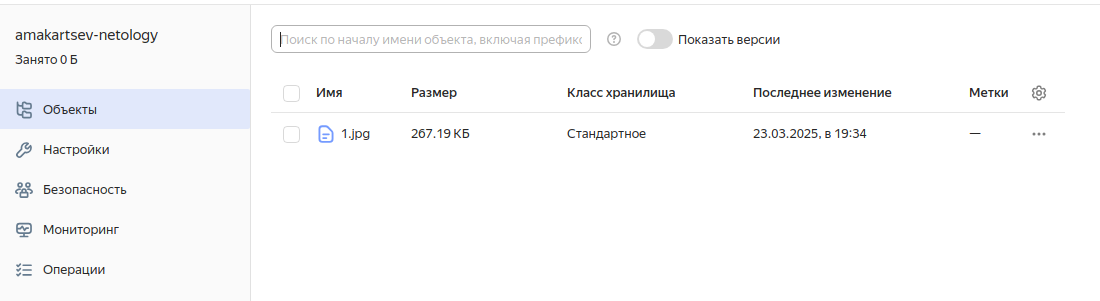 amakartsev-netology
Занято 0 Б
Объекты
Настройки
Безопасность
Мониторинг
Операции
Поиск по началу имени объекта, включая префикс
Показать версии
Имя Размер Класс хранилища Последнее изменение Метки
1.jpg 267.19 КБ Стандартное 23.03.2025, в 19:34 —